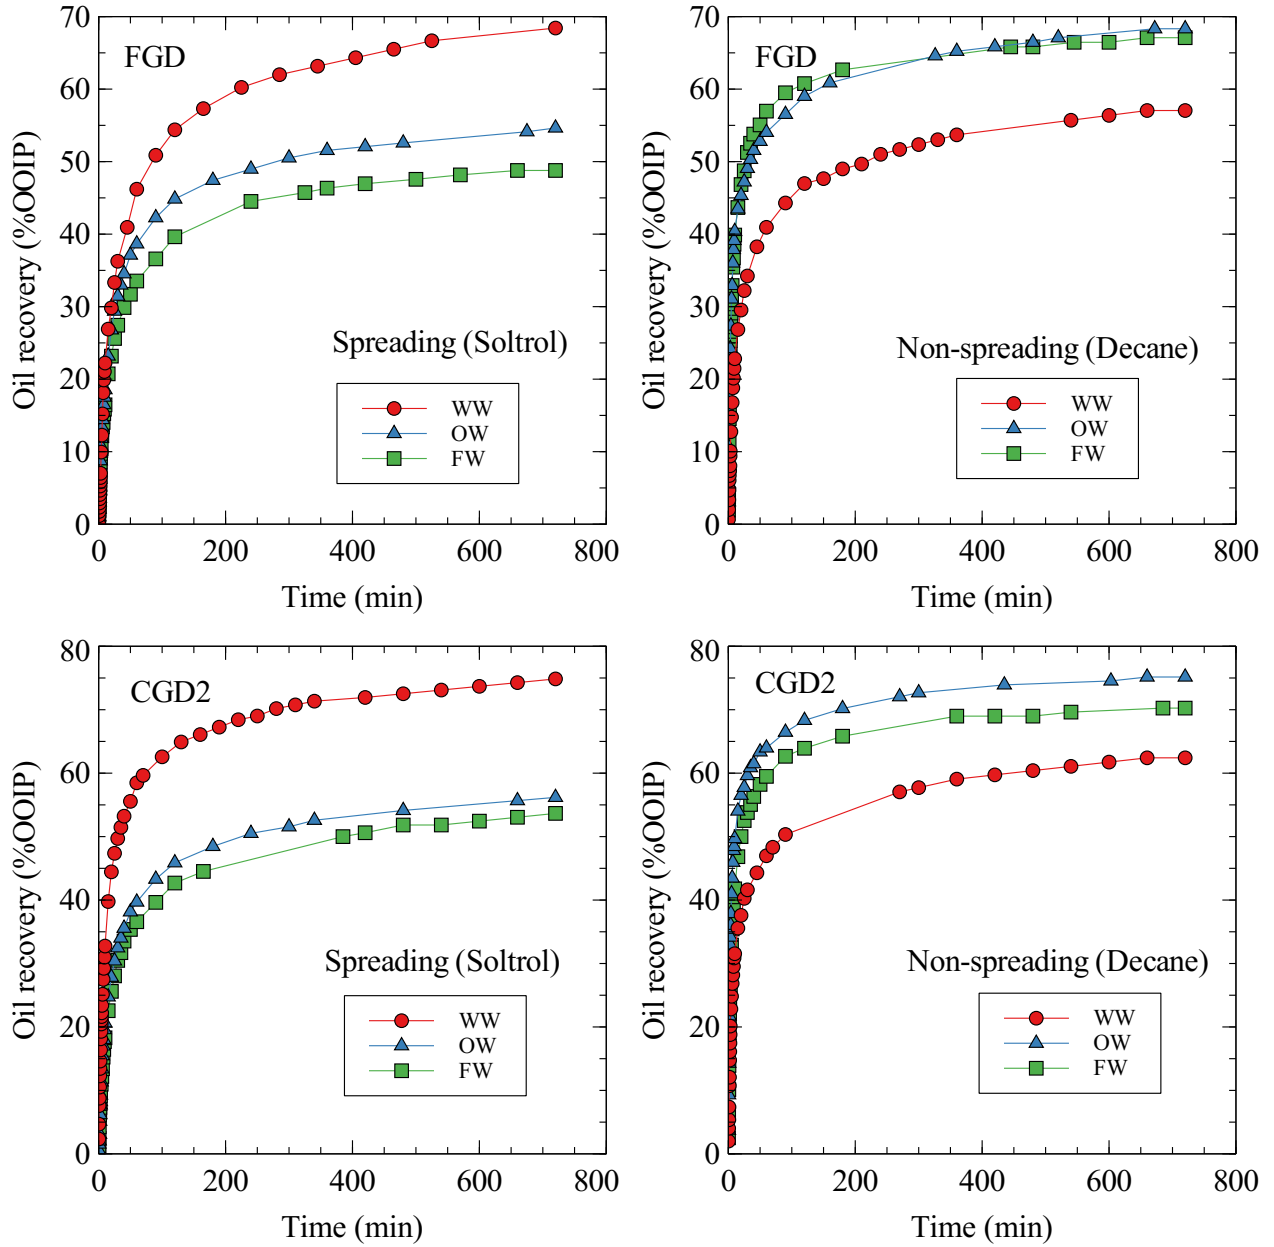 FGD
Oil recovery (%OOIP)
70
60
50
40
30
20
10
0
Spreading (Soltrol)
WW
OW
FW
0 200 400 600 800
Time (min)
FGD
Oil recovery (%OOIP)
70
60
50
40
30
20
10
0
Non-spreading (Decane)
WW
OW
FW
0 200 400 600 800
Time (min)
CGD2
Oil recovery (%OOIP)
80
60
40
20
0
Spreading (Soltrol)
WW
OW
FW
0 200 400 600 800
Time (min)
CGD2
Oil recovery (%OOIP)
80
60
40
20
0
Non-spreading (Decane)
WW
OW
FW
0 200 400 600 800
Time (min)